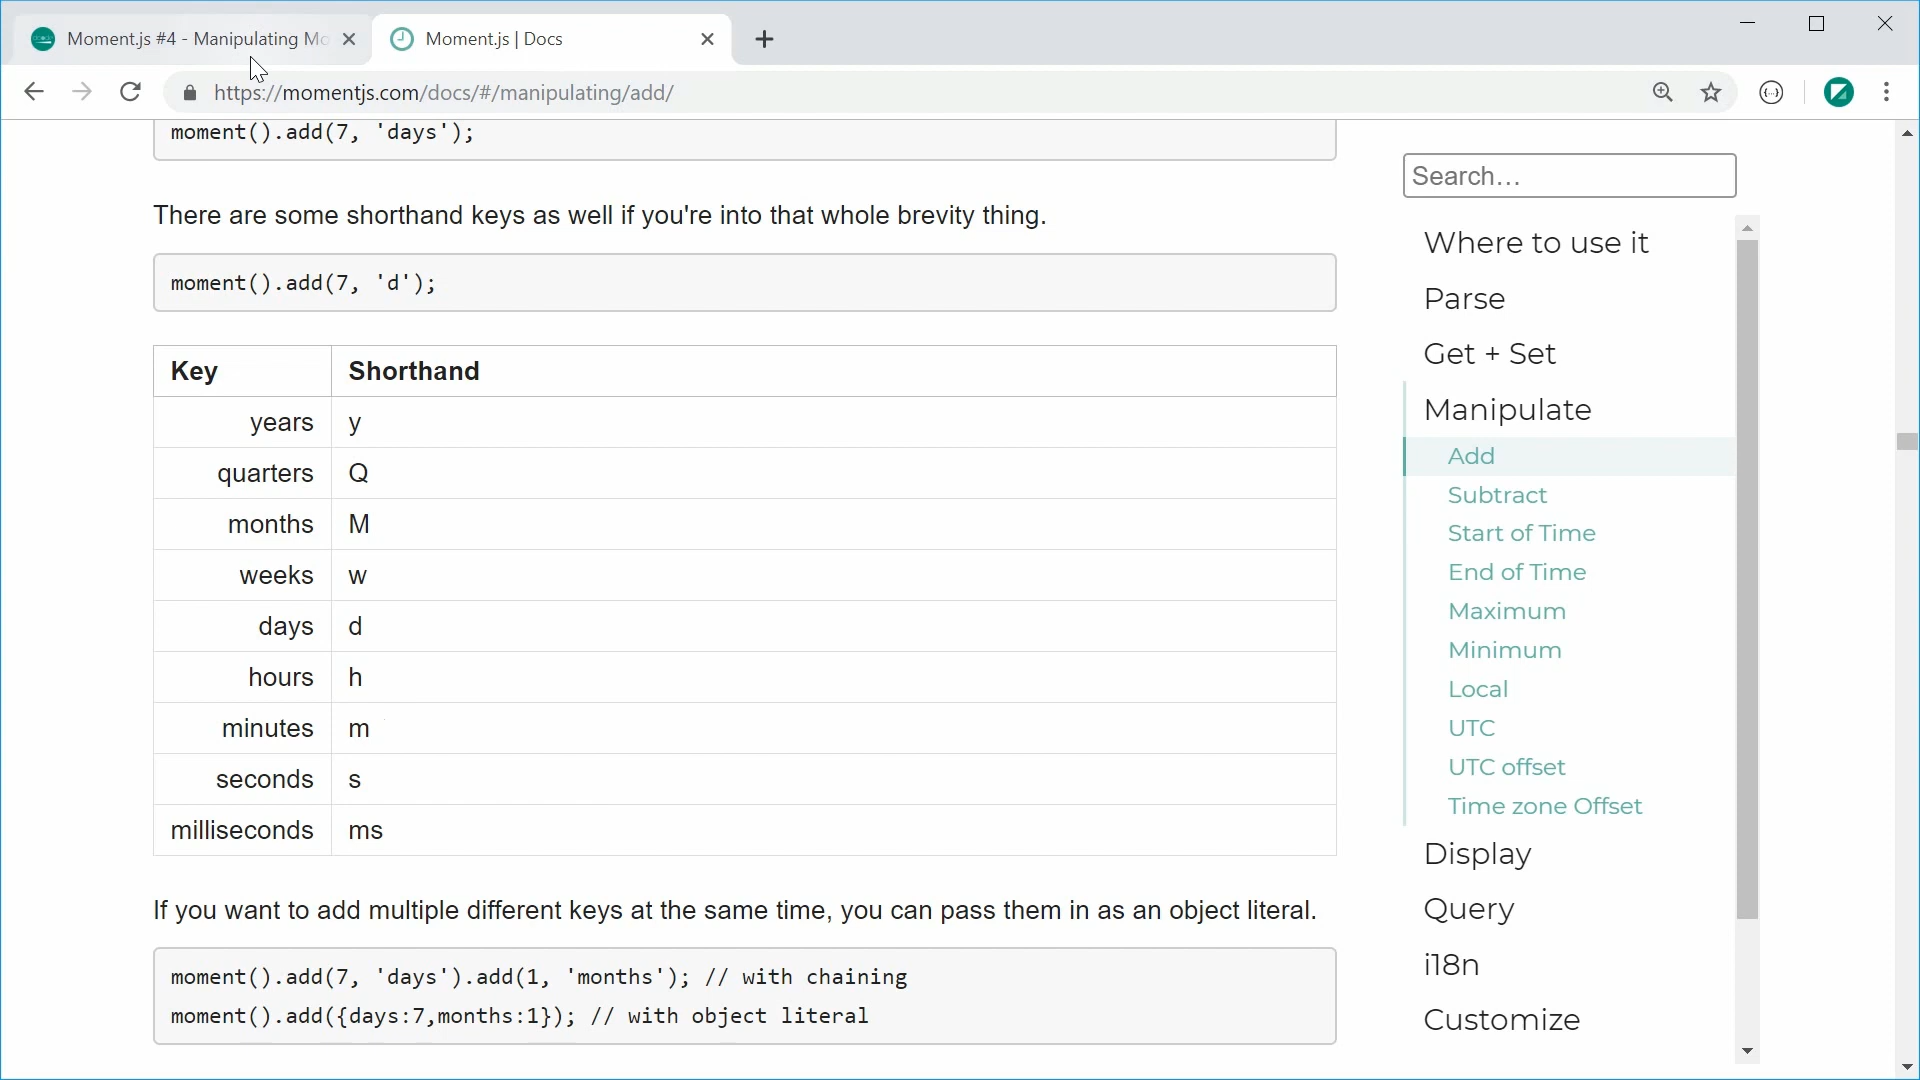 Moment.js #4 - Manipulating Mo
Moment.js | Docs
https://momentjs.com/docs/#/manipulating/add/
moment().add(7, 'days');
There are some shorthand keys as well if you're into that whole brevity thing.
moment().add(7, 'd');
Key Shorthand
years y
quarters Q
months M
weeks w
days d
hours h
minutes m
seconds s
milliseconds ms
If you want to add multiple different keys at the same time, you can pass them in as an object literal.
moment().add(7, 'days').add(1, 'months'); // with chaining
moment().add({days:7,months:1}); // with object literal
Search…
Where to use it
Parse
Get + Set
Manipulate
Add
Subtract
Start of Time
End of Time
Maximum
Minimum
Local
UTC
UTC offset
Time zone Offset
Display
Query
i18n
Customize